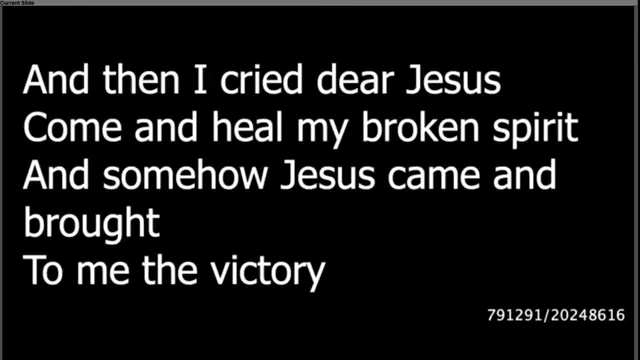 Current Slide
And then I cried dear Jesus
Come and heal my broken spirit
And somehow Jesus came and
brought
To me the victory
791291/20248616